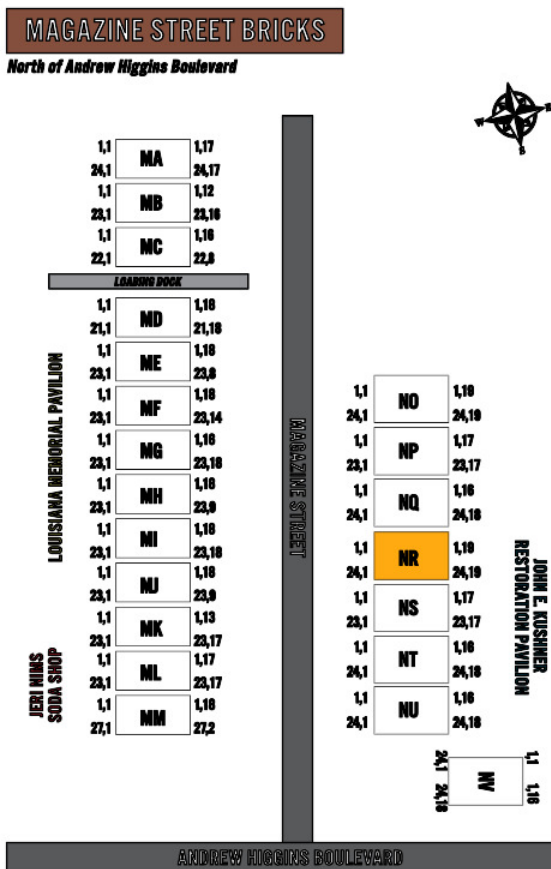 MAGAZINE STREET BRICKS
North of Andrew Higgins Boulevard
N
W
S
1,1 MA 1,17
24,1 24,17
1,1 MB 1,12
23,1 23,16
1,1 MC 1,16
22,1 22,8
LOADING DOCK
1,1 MD 1,18
21,1 21,18
1,1 ME 1,18
23,1 23,8
1,1 MF 1,18
23,1 23,14
1,1 MG 1,16
23,1 23,18
1,1 MH 1,18
23,1 23,9
1,1 MI 1,18
23,1 23,18
1,1 MJ 1,18
23,1 23,9
1,1 MK 1,13
23,1 23,17
1,1 ML 1,17
23,1 23,17
1,1 MM 1,18
27,1 27,2
LOUISIANA MEMORIAL PAVILION
JERI NIMS
SODA SHOP
MAGAZINE STREET
1,1 NO 1,19
24,1 24,19
1,1 NP 1,17
23,1 23,17
1,1 NQ 1,16
24,1 24,18
1,1 NR 1,19
24,1 24,19
1,1 NS 1,17
23,1 23,17
1,1 NT 1,16
24,1 24,18
1,1 NU 1,16
24,1 24,18
JOHN E. KUSHNER
RESTORATION PAVILION
24,1 NV 1,1
24,18 1,18
ANDREW HIGGINS BOULEVARD